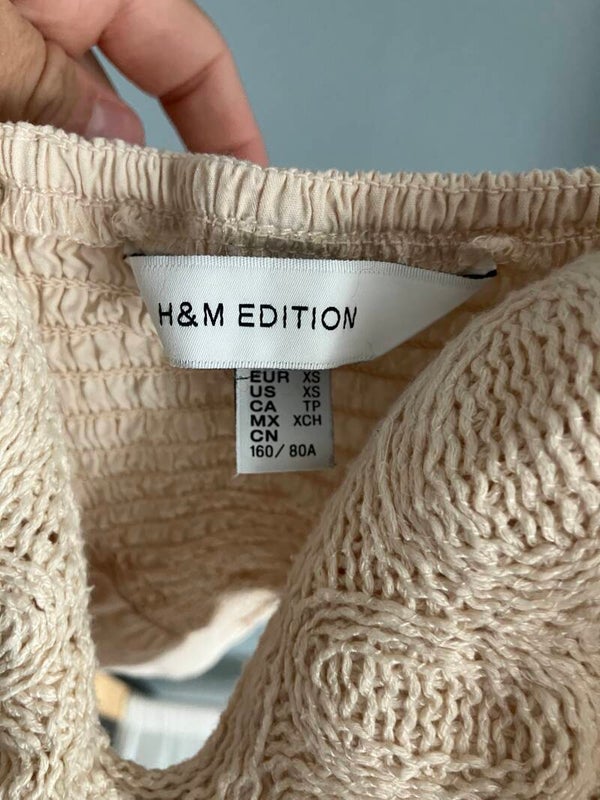 H&M EDITION
EUR XS
US XS
CA TP
MX XCH
CN
160/80A